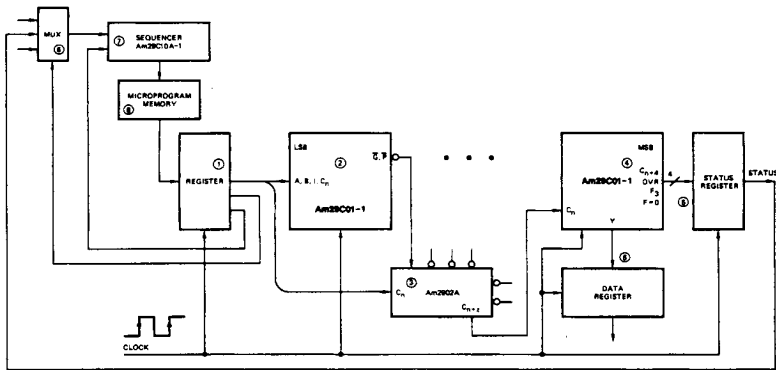 MUX
⑥
⑦
SEQUENCER
Am29C10A-1
MICROPROGRAM
MEMORY
⑧
①
REGISTER
LSB
②
G, P
A, B, I, Cn
Am29C01-1
• • •
MSB
④
Am29C01-1
Cn+4
OVR
F3
F=0
Cn
Y
4
⑤
STATUS
REGISTER
STATUS
③
Am2902A
Cn
Cn+z
⑤
DATA
REGISTER
CLOCK